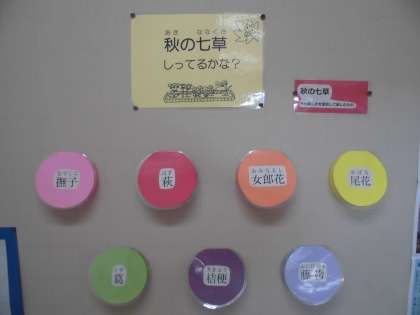 あき ななくさ
秋の七草
しってるかな？
秋の七草
なでしこ
撫子
はぎ
萩
おみなえし
女郎花
おばな
尾花
くず
葛
ききょう
桔梗
ふじばかま
藤袴